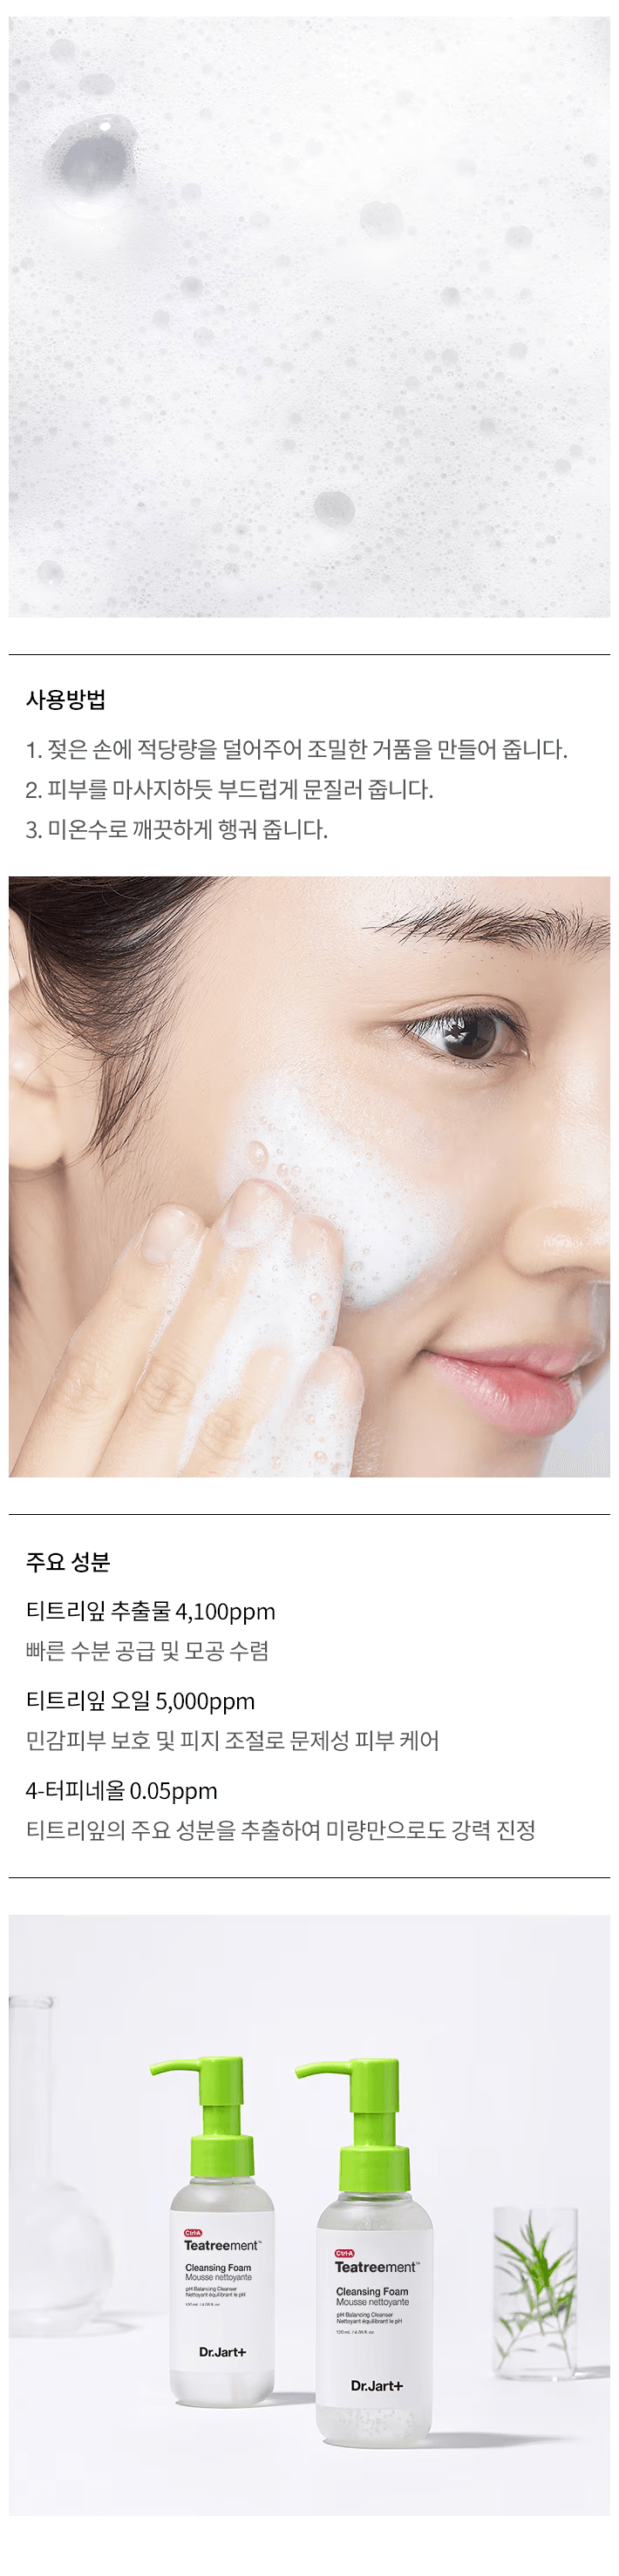 사용방법
1. 젖은 손에 적당량을 덜어주어 조밀한 거품을 만들어 줍니다.
2. 피부를 마사지하듯 부드럽게 문질러 줍니다.
3. 미온수로 깨끗하게 행궈 줍니다.
주요 성분
티트리잎 추출물 4,100ppm
빠른 수분 공급 및 모공 수렴
티트리잎 오일 5,000ppm
민감피부 보호 및 피지 조절로 문제성 피부 케어
4-터피네올 0.05ppm
티트리잎의 주요 성분을 추출하여 미량만으로도 강력 진정
Ctrl-A
Teatreement™
Cleansing Foam
Mousse nettoyante
pH Balancing Cleanser
Nettoyant équilibrant le pH
120 mL / 4.05 fl. oz
Dr.Jart+
Ctrl-A
Teatreement™
Cleansing Foam
Mousse nettoyante
pH Balancing Cleanser
Nettoyant équilibrant le pH
120 mL / 4.05 fl. oz
Dr.Jart+